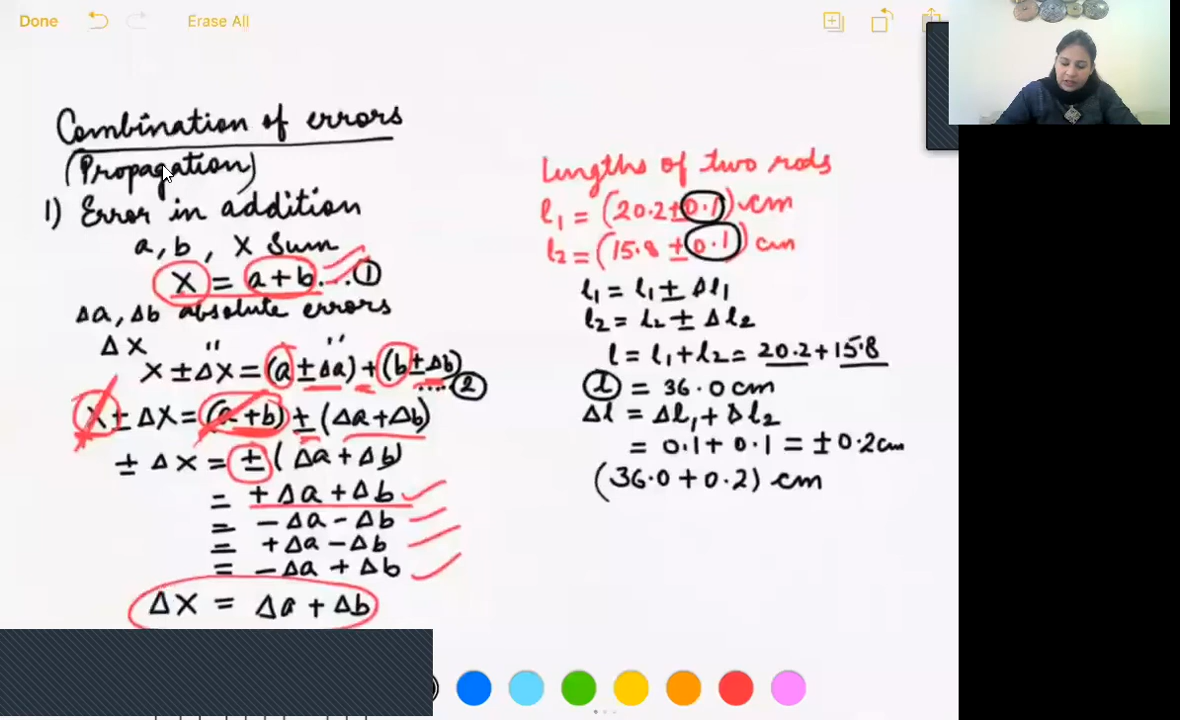 Done
Erase All
Combination of errors
(Propagation)
1) Error in addition
a, b, X Sum
X = a+b ... ①
Δa, Δb absolute errors
ΔX " "
X ± ΔX = (a ± Δa) + (b ± Δb)
.... ②
X ± ΔX = (a + b) ± (Δa + Δb)
± ΔX = ± (Δa + Δb)
= + Δa + Δb
= - Δa - Δb
= + Δa - Δb
= - Δa + Δb
ΔX = Δa + Δb
Lengths of two rods
l₁ = (20.2 ± 0.1) cm
l₂ = (15.8 ± 0.1) cm
l₁ = l₁ ± Δl₁
l₂ = l₂ ± Δl₂
l = l₁ + l₂ = 20.2 + 15.8
l = 36.0 cm
Δl = Δl₁ + Δl₂
= 0.1 + 0.1 = ± 0.2 cm
(36.0 + 0.2) cm